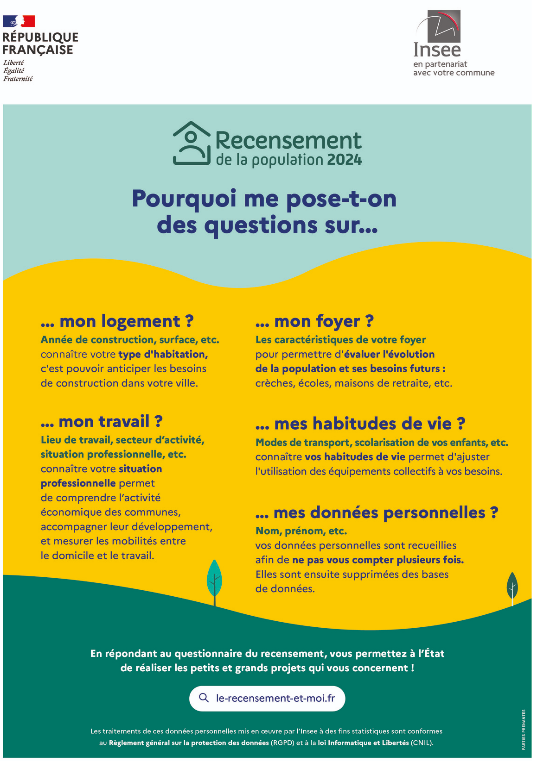 RÉPUBLIQUE
FRANÇAISE
Liberté
Égalité
Fraternité
Insee
en partenariat
avec votre commune
Recensement
de la population 2024
Pourquoi me pose-t-on
des questions sur...
... mon logement ?
Année de construction, surface, etc.
connaître votre type d'habitation,
c'est pouvoir anticiper les besoins
de construction dans votre ville.
... mon travail ?
Lieu de travail, secteur d'activité,
situation professionnelle, etc.
connaître votre situation
professionnelle permet
de comprendre l'activité
économique des communes,
accompagner leur développement,
et mesurer les mobilités entre
le domicile et le travail.
... mon foyer ?
Les caractéristiques de votre foyer
pour permettre d'évaluer l'évolution
de la population et ses besoins futurs :
crèches, écoles, maisons de retraite, etc.
... mes habitudes de vie ?
Modes de transport, scolarisation de vos enfants, etc.
connaître vos habitudes de vie permet d'ajuster
l'utilisation des équipements collectifs à vos besoins.
... mes données personnelles ?
Nom, prénom, etc.
vos données personnelles sont recueillies
afin de ne pas vous compter plusieurs fois.
Elles sont ensuite supprimées des bases
de données.
En répondant au questionnaire du recensement, vous permettez à l'État
de réaliser les petits et grands projets qui vous concernent !
le-recensement-et-moi.fr
Les traitements de ces données personnelles mis en œuvre par l'Insee à des fins statistiques sont conformes
au Règlement général sur la protection des données (RGPD) et à la loi Informatique et Libertés (CNIL).